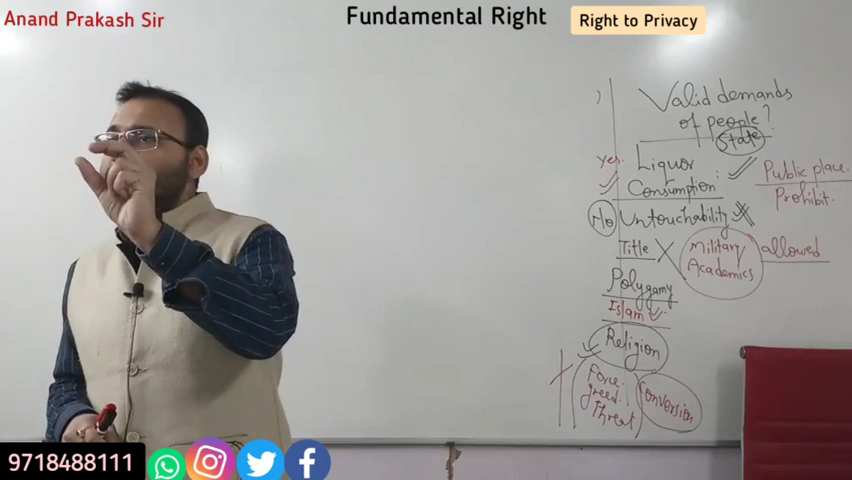 Anand Prakash Sir
Fundamental Right
Right to Privacy
Valid demands
of people?
State
Yes.
Liquor
Consumption
Public place.
Prohibit.
No Untouchability
Title
Military/
Academics
allowed
Polygamy
Islam
Religion
Force
greed
Threat
Conversion
9718488111